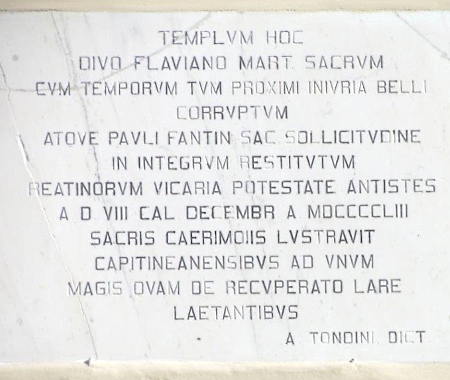 TEMPLVM HOC
DIVO FLAVIANO MART. SACRVM
CVM TEMPORVM TVM PROXIMI INIVRIA BELLI
CORRVPTVM
ATQVE PAVLI FANTIN SAC. SOLLICITVDINE
IN INTEGRVM RESTITVTVM
REATINORVM VICARIA POTESTATE ANTISTES
A D VIII CAL DECEMBR A MDCCCCLIII
SACRIS CAERIMOIIS LVSTRAVIT
CAPITINEANENSIBVS AD VNVM
MAGIS QVAM DE RECVPERATO LARE
LAETANTIBVS
A TONDINI DICT